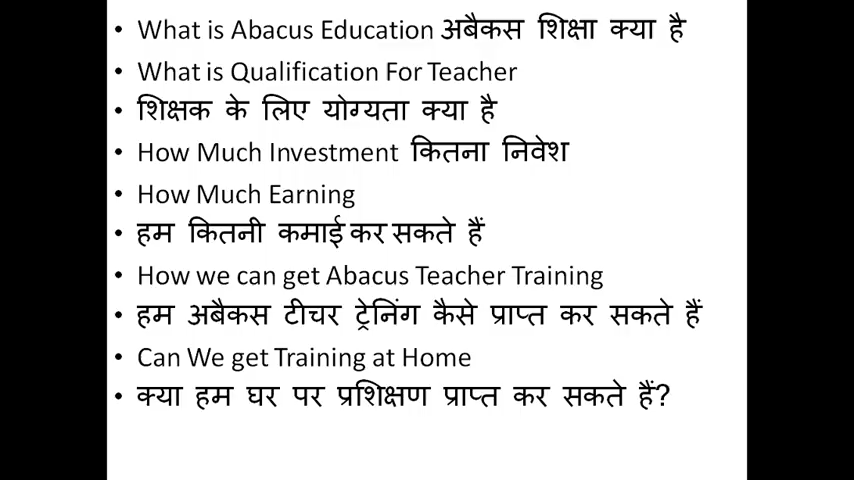 • What is Abacus Education अबैकस शिक्षा क्या है
• What is Qualification For Teacher
• शिक्षक के लिए योग्यता क्या है
• How Much Investment कितना निवेश
• How Much Earning
• हम कितनी कमाई कर सकते हैं
• How we can get Abacus Teacher Training
• हम अबैकस टीचर ट्रेनिंग कैसे प्राप्त कर सकते हैं
• Can We get Training at Home
• क्या हम घर पर प्रशिक्षण प्राप्त कर सकते हैं?